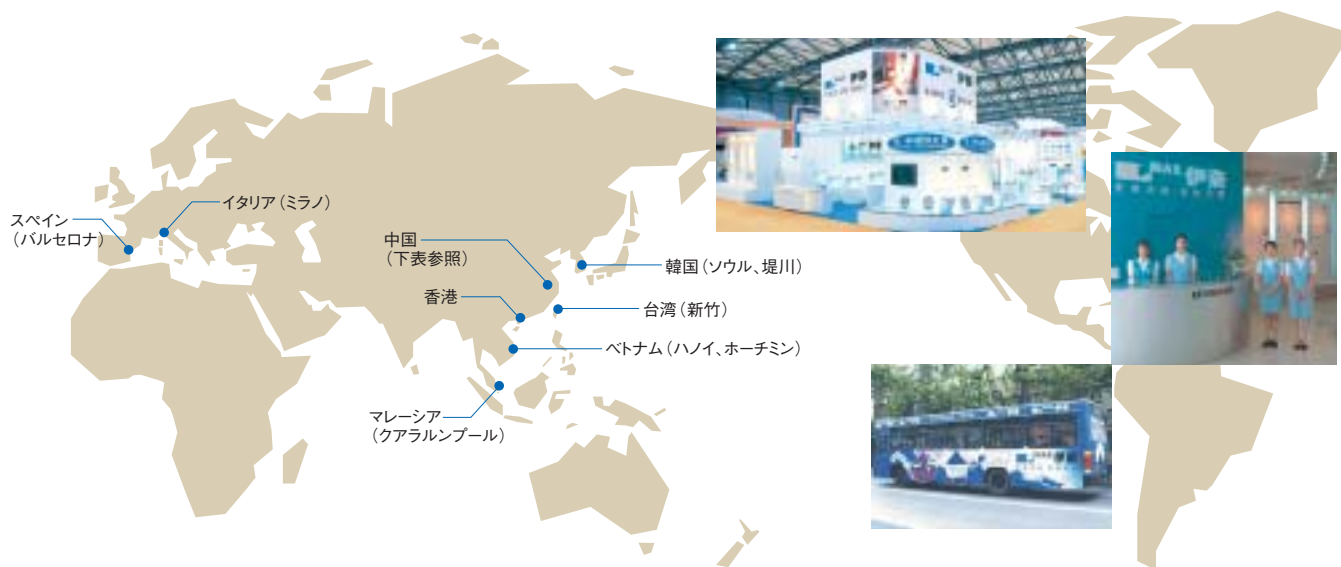 スペイン
(バルセロナ)
イタリア(ミラノ)
中国
(下表参照)
香港
韓国(ソウル、堤川)
台湾(新竹)
ベトナム(ハノイ、ホーチミン)
マレーシア
(クアラルンプール)
INAX 伊奈